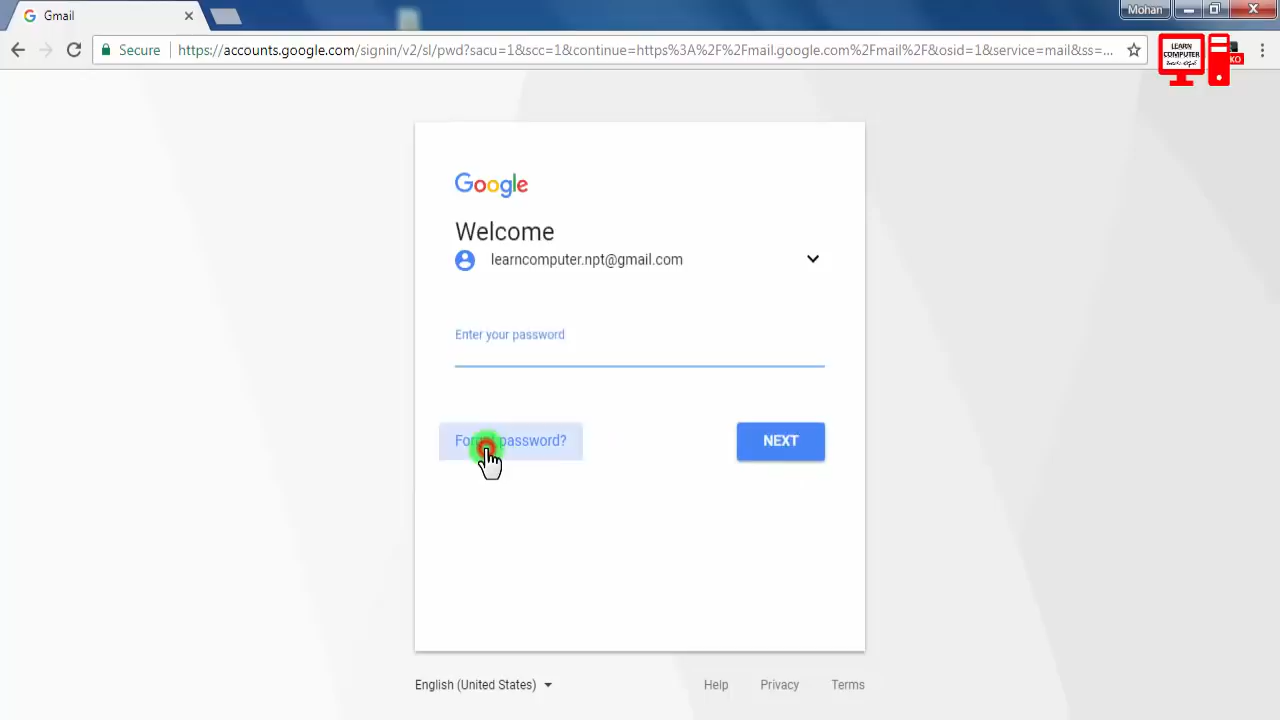 Gmail
Mohan
Secure
https://accounts.google.com/signin/v2/sl/pwd?sacu=1&scc=1&continue=https%3A%2F%2Fmail.google.com%2Fmail%2F&osid=1&service=mail&ss=...
LEARN
COMPUTER
Google
Welcome
learncomputer.npt@gmail.com
Enter your password
Forgot password?
NEXT
English (United States)
Help
Privacy
Terms